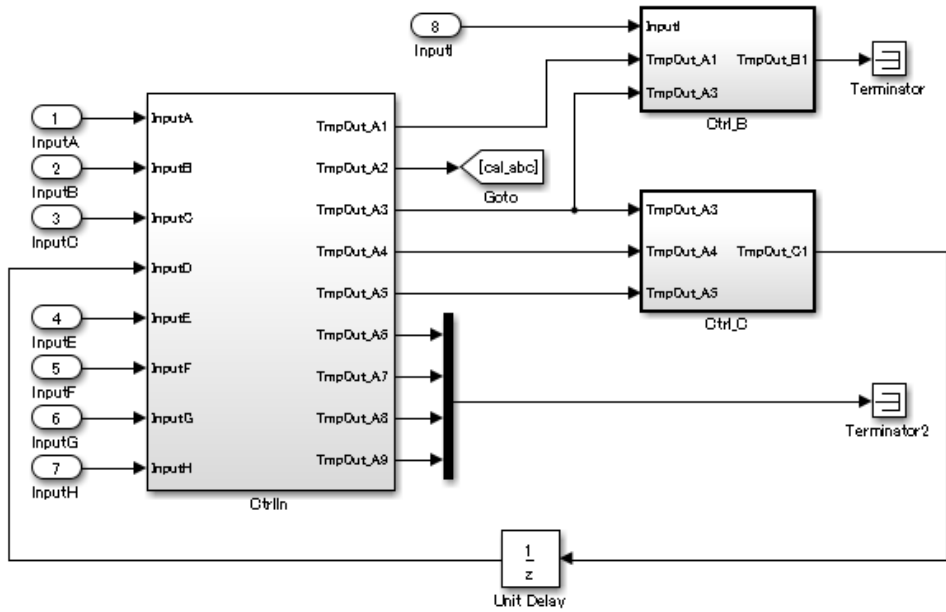 8
InputI
InputI
TmpOut_A1
TmpOut_A3
TmpOut_B1
Ctrl_B
Terminator
1
InputA
2
InputB
3
InputC
4
InputE
5
InputF
6
InputG
7
InputH
InputA
InputB
InputC
InputD
InputE
InputF
InputG
InputH
TmpOut_A1
TmpOut_A2
TmpOut_A3
TmpOut_A4
TmpOut_A5
TmpOut_A6
TmpOut_A7
TmpOut_A8
TmpOut_A9
CtrlIn
[cal_abc]
Goto
TmpOut_A3
TmpOut_A4
TmpOut_A5
TmpOut_C1
Ctrl_C
Terminator2
1
z
Unit Delay